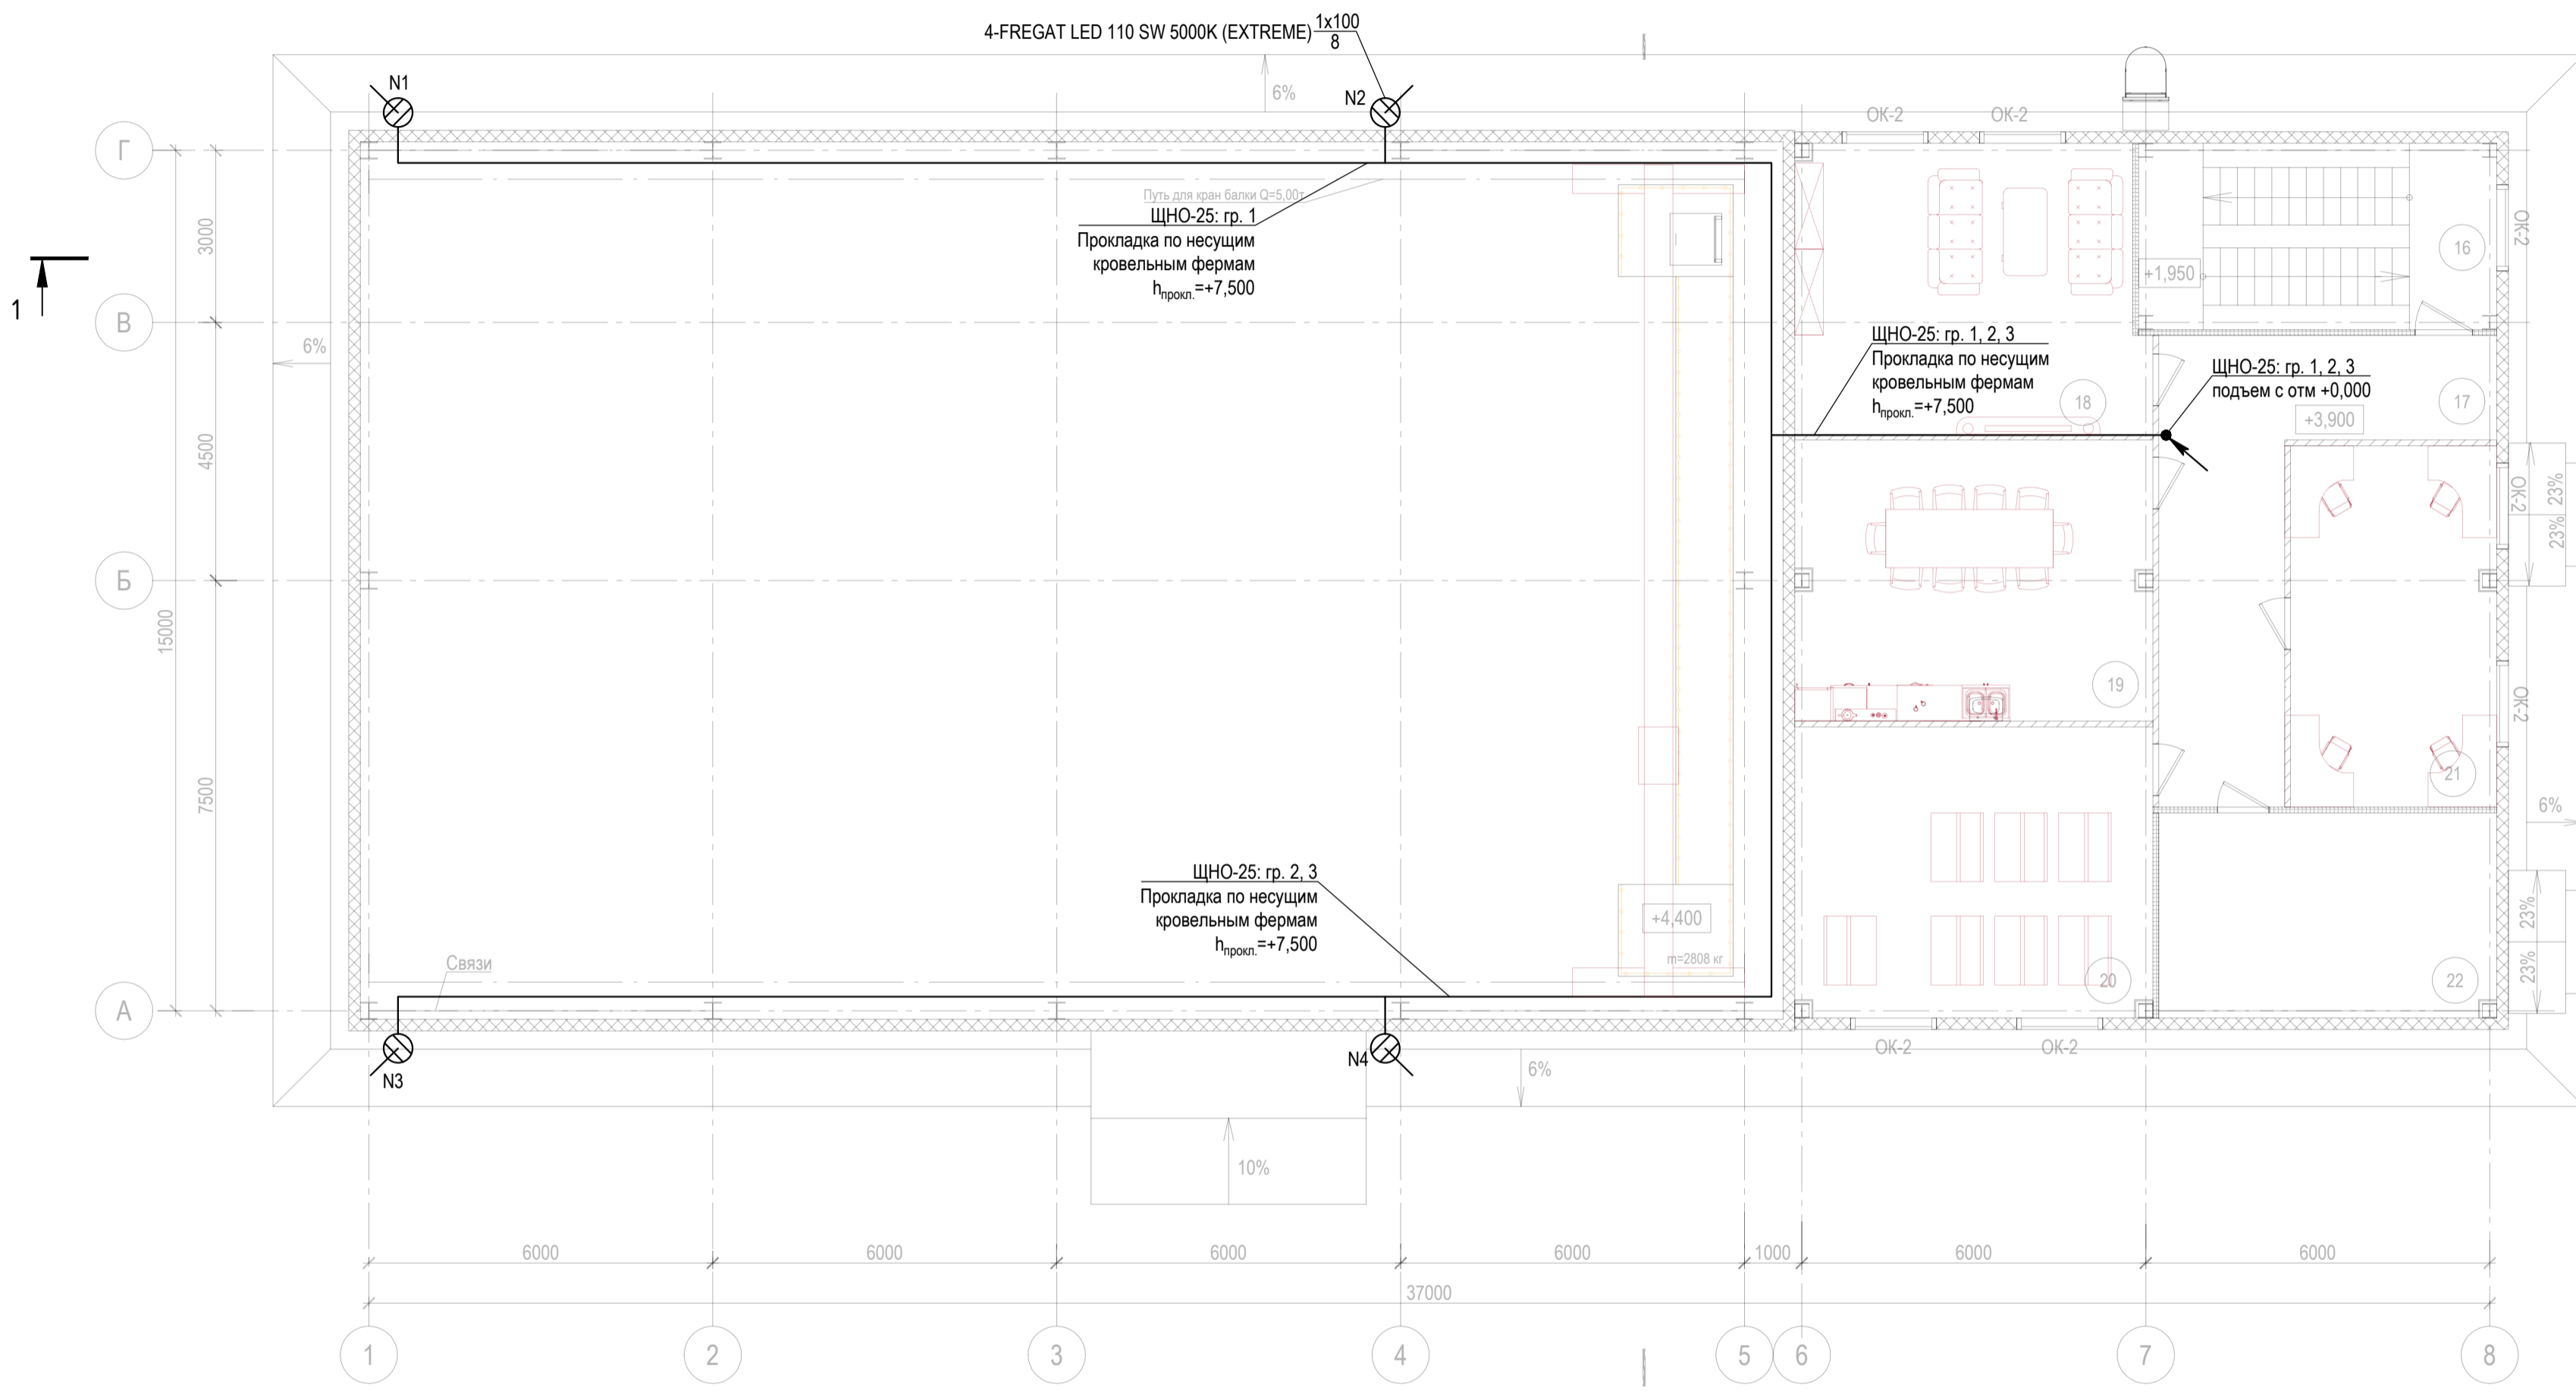 4-FREGAT LED 110 SW 5000K (EXTREME) 1x100
8
N1
N2
6%
ОК-2
ОК-2
Г
Путь для кран балки Q=5,00т
ЩНО-25: гр. 1
Прокладка по несущим
кровельным фермам
hпрокл.=+7,500
3000
16
ОК-2
+1,950
1
В
6%
ЩНО-25: гр. 1, 2, 3
Прокладка по несущим
кровельным фермам
hпрокл.=+7,500
18
ЩНО-25: гр. 1, 2, 3
подъем с отм +0,000
17
+3,900
4500
ОК-2
23%
23%
Б
15000
19
ОК-2
7500
21
6%
ЩНО-25: гр. 2, 3
Прокладка по несущим
кровельным фермам
hпрокл.=+7,500
+4,400
m=2808 кг
Связи
20
22
23%
23%
А
N3
N4
ОК-2
ОК-2
6%
10%
6000
6000
6000
6000
1000
6000
6000
37000
1
2
3
4
5
6
7
8